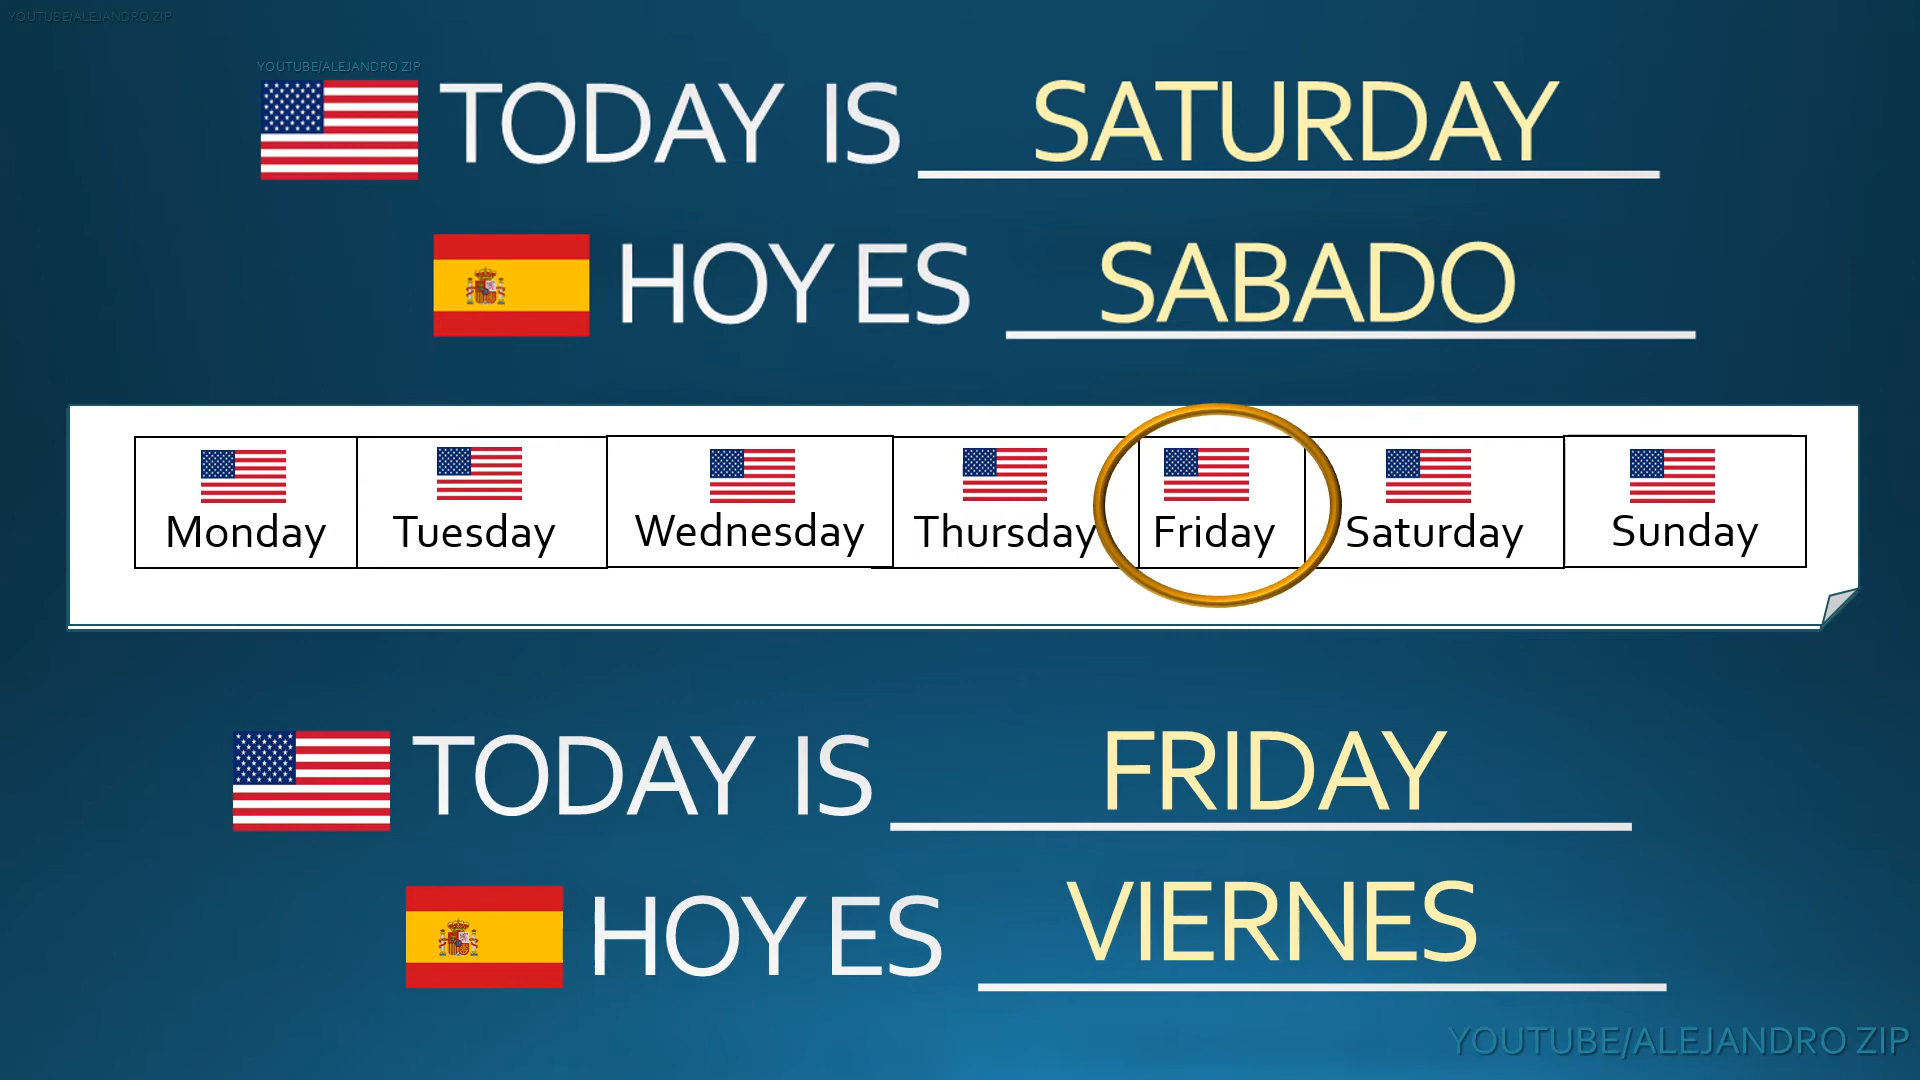 YOUTUBE/ALEJANDRO ZIP
YOUTUBE/ALEJANDRO ZIP
TODAY IS SATURDAY
HOY ES SABADO
Monday Tuesday Wednesday Thursday Friday Saturday Sunday
TODAY IS FRIDAY
HOY ES VIERNES
YOUTUBE/ALEJANDRO ZIP